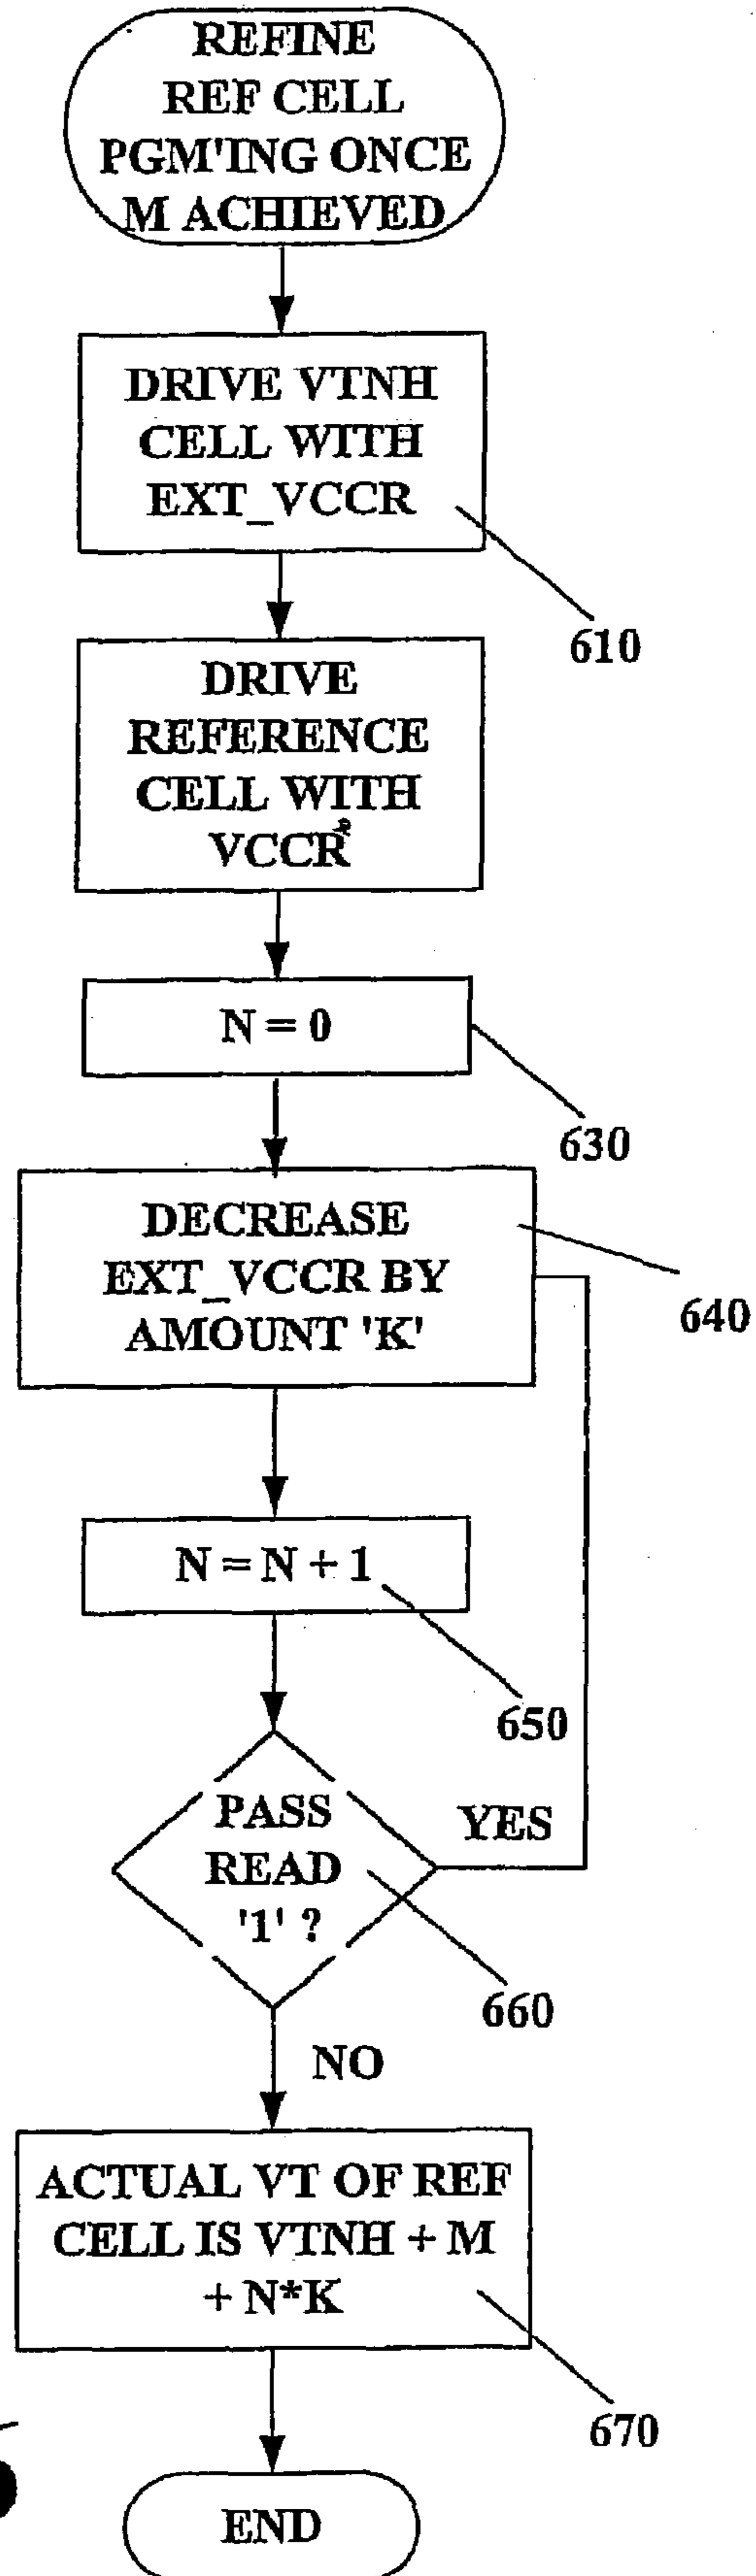 REFINE
REF CELL
PGM'ING ONCE
M ACHIEVED
DRIVE VTNH
CELL WITH
EXT_VCCR
610
DRIVE
REFERENCE
CELL WITH
VCCR
N = 0
630
DECREASE
EXT_VCCR BY
AMOUNT 'K'
640
N = N + 1
650
PASS
READ
'1' ?
YES
660
NO
ACTUAL VT OF REF
CELL IS VTNH + M
+ N*K
670
END